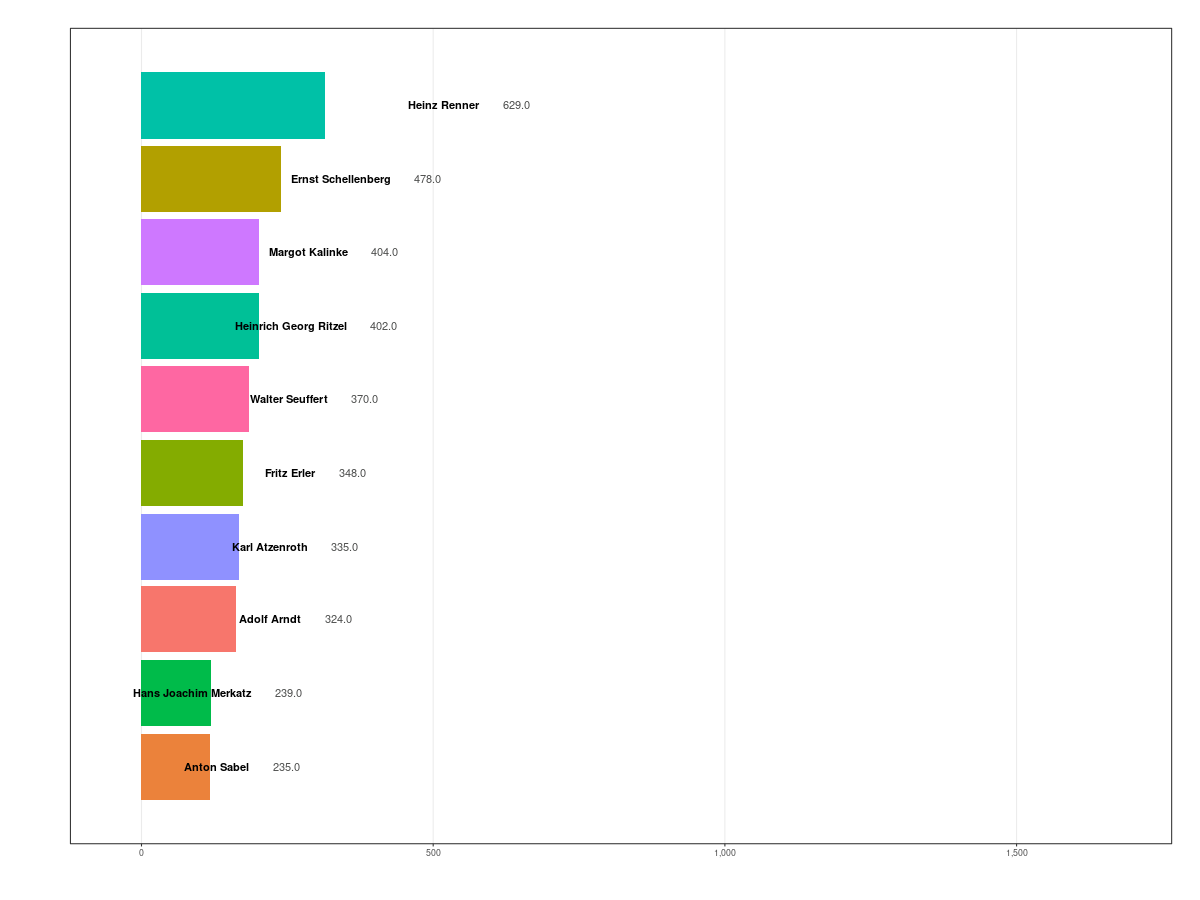 Heinz Renner 629.0
Ernst Schellenberg 478.0
Margot Kalinke 404.0
Heinrich Georg Ritzel 402.0
Walter Seuffert 370.0
Fritz Erler 348.0
Karl Atzenroth 335.0
Adolf Arndt 324.0
Hans Joachim Merkatz 239.0
Anton Sabel 235.0
0 500 1,000 1,500